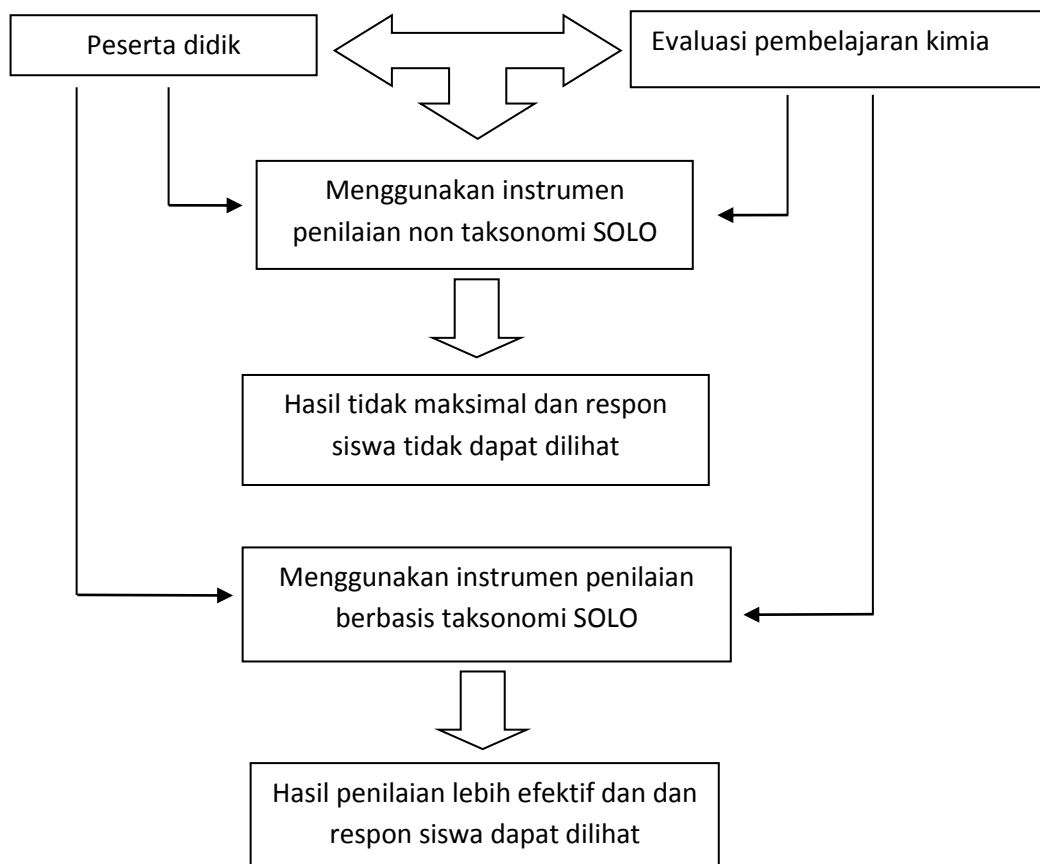 Peserta didik
Evaluasi pembelajaran kimia
Menggunakan instrumen
penilaian non taksonomi SOLO
Hasil tidak maksimal dan respon
siswa tidak dapat dilihat
Menggunakan instrumen penilaian
berbasis taksonomi SOLO
Hasil penilaian lebih efektif dan dan
respon siswa dapat dilihat